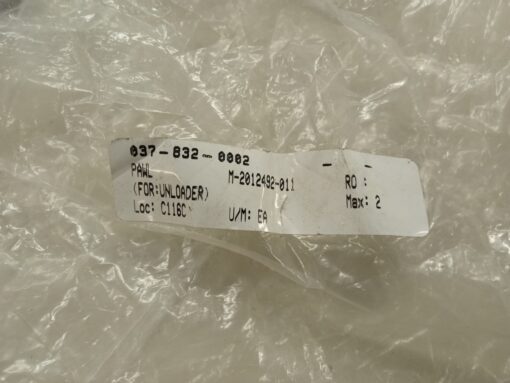 037-832--0002 - -
PAWL M-2012492-011 RO :
(FOR:UNLOADER) Max: 2
Loc: C116C U/M: EA